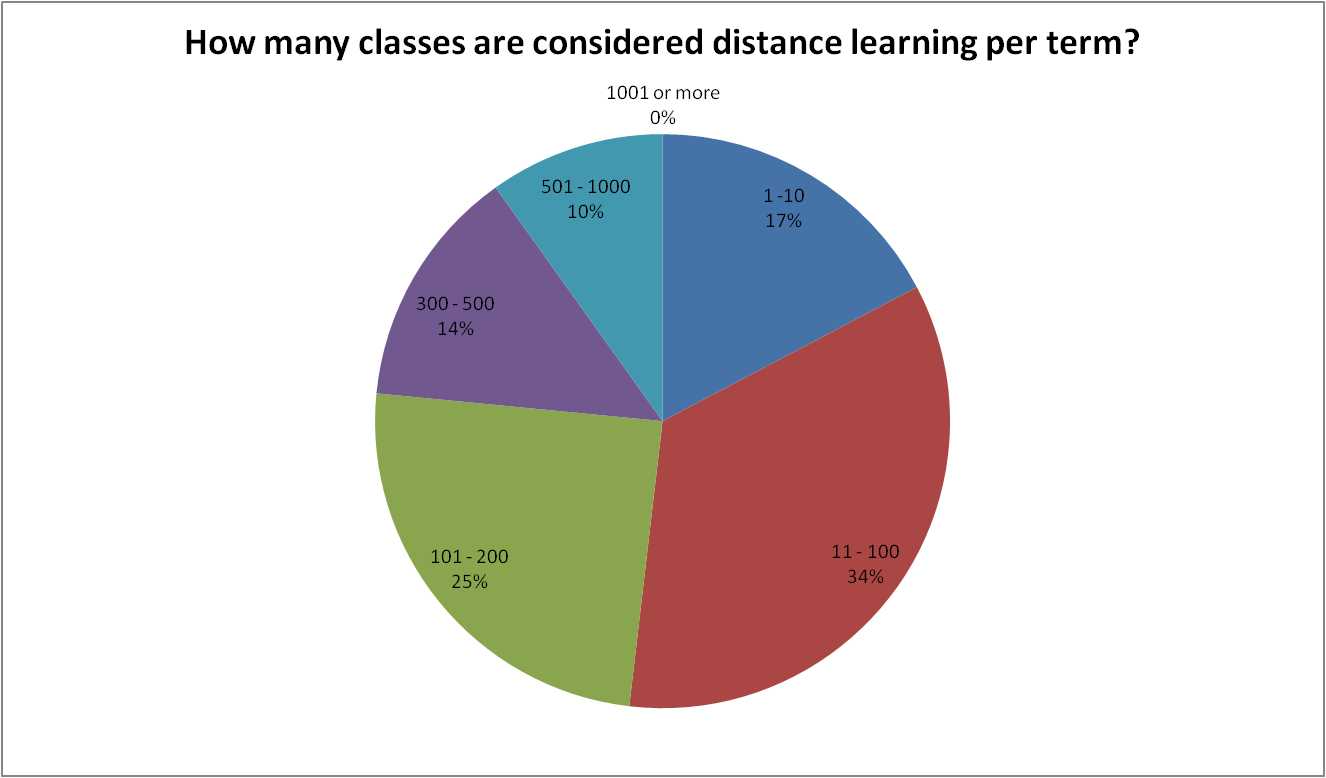 How many classes are considered distance learning per term?
1001 or more
0%
501 - 1000
10%
1 -10
17%
300 - 500
14%
101 - 200
25%
11 - 100
34%